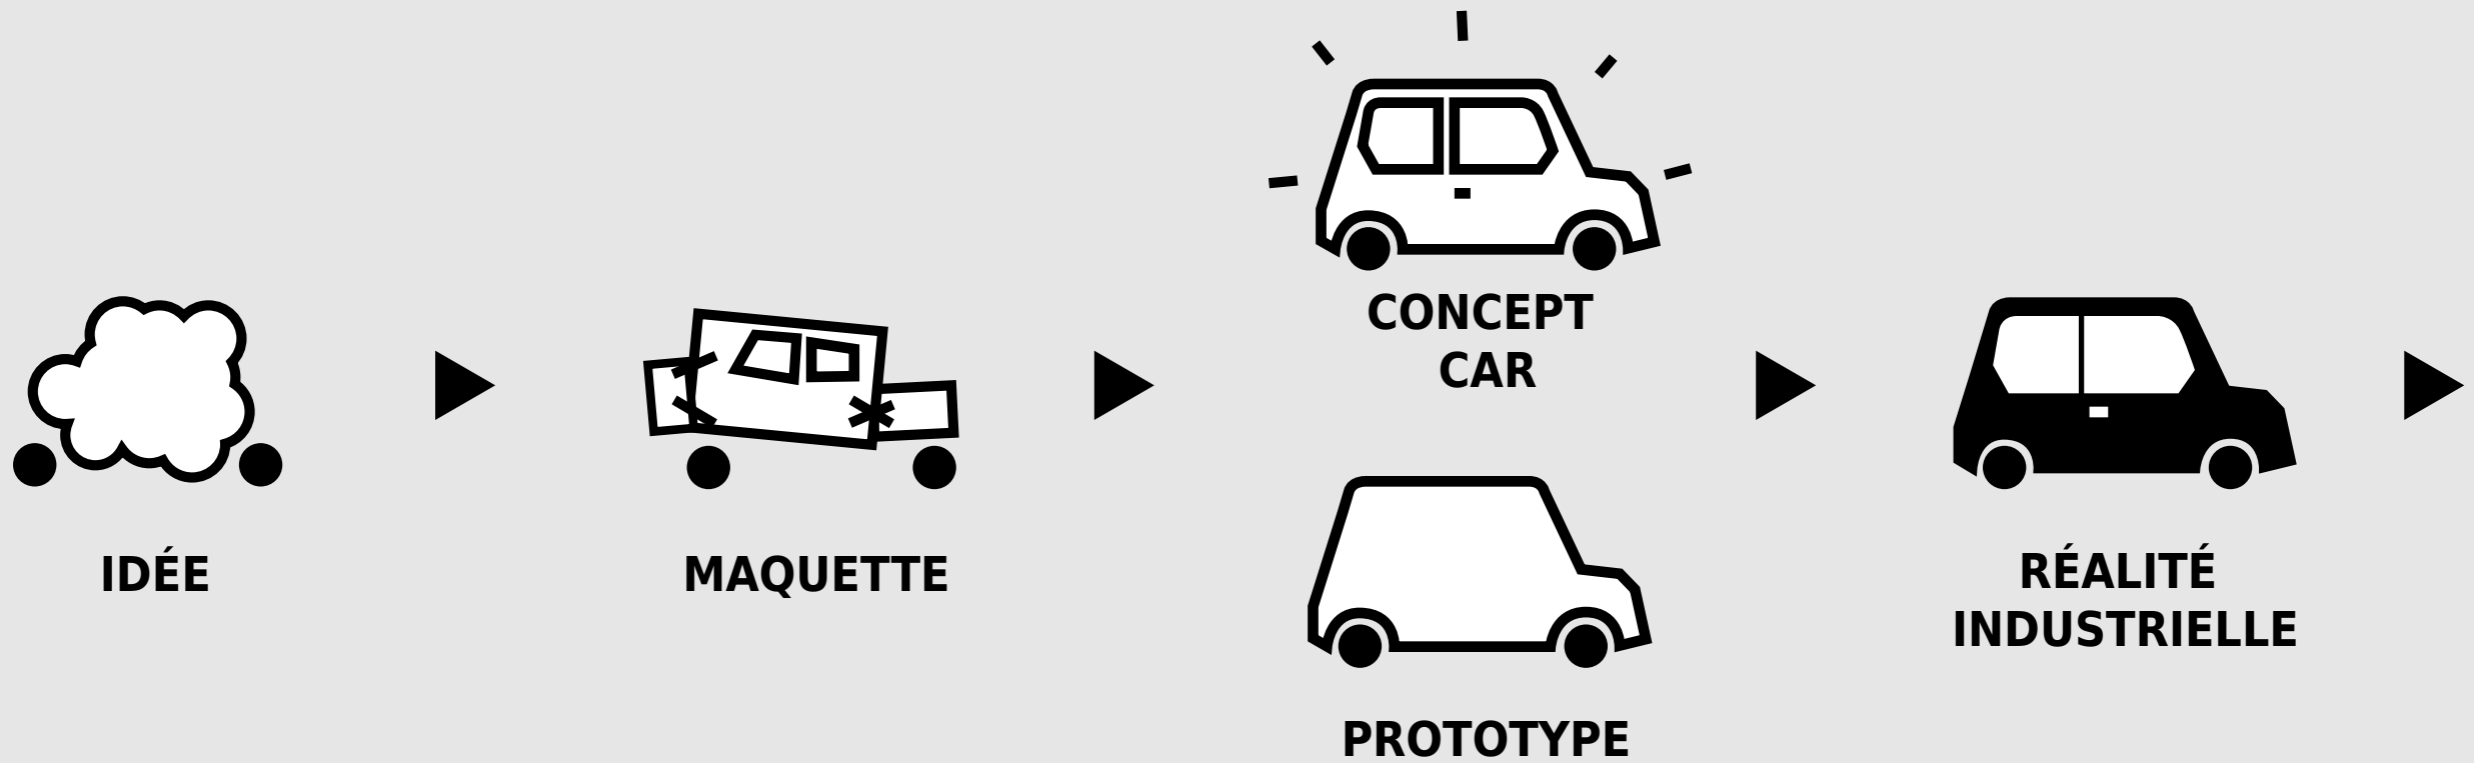 IDÉE
MAQUETTE
CONCEPT
CAR
PROTOTYPE
RÉALITÉ
INDUSTRIELLE